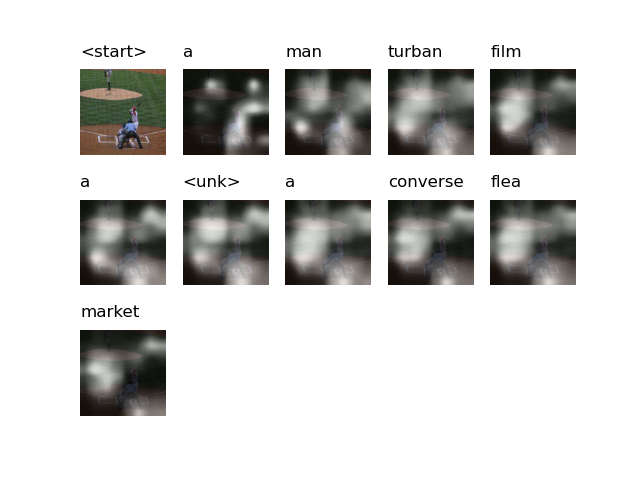 <start> a man turban film
a <unk> a converse flea
market